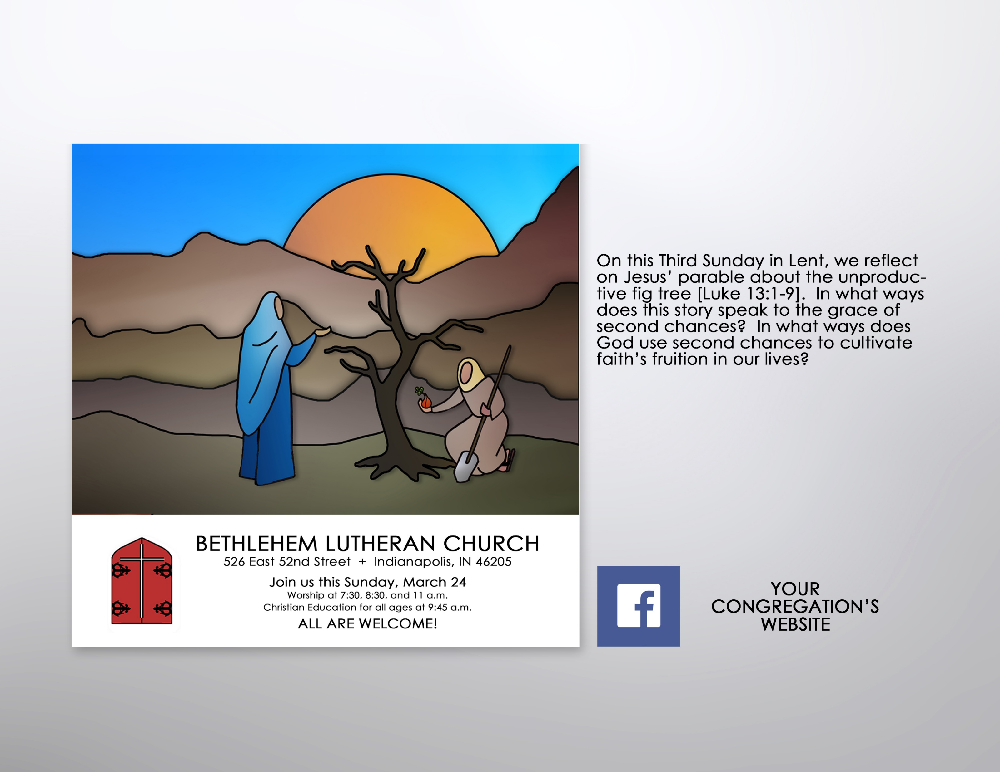 On this Third Sunday in Lent, we reflect
on Jesus’ parable about the unproduc-
tive fig tree [Luke 13:1-9].  In what ways
does this story speak to the grace of
second chances?  In what ways does
God use second chances to cultivate
faith’s fruition in our lives?
BETHLEHEM LUTHERAN CHURCH
526 East 52nd Street  +  Indianapolis, IN 46205
Join us this Sunday, March 24
Worship at 7:30, 8:30, and 11 a.m.
Christian Education for all ages at 9:45 a.m.
ALL ARE WELCOME!
f
YOUR
CONGREGATION’S
WEBSITE